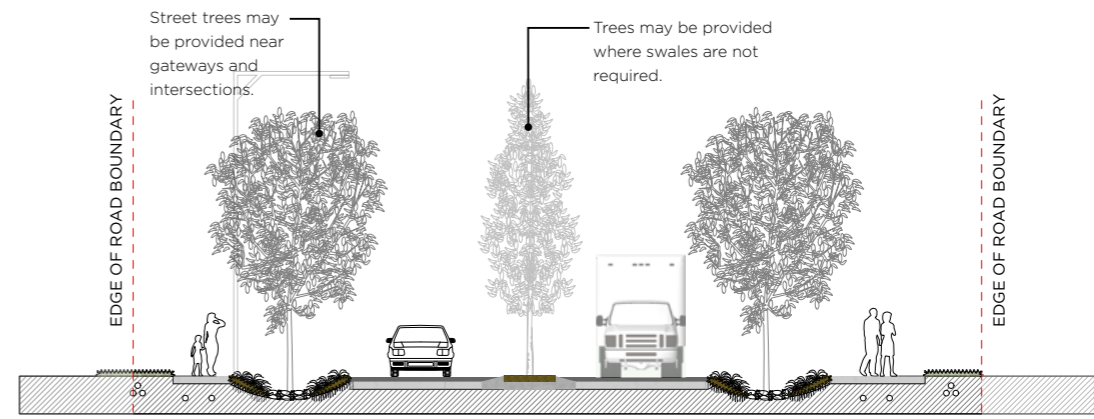 Street trees may
be provided near
gateways and
intersections.
Trees may be provided
where swales are not
required.
EDGE OF ROAD BOUNDARY
EDGE OF ROAD BOUNDARY